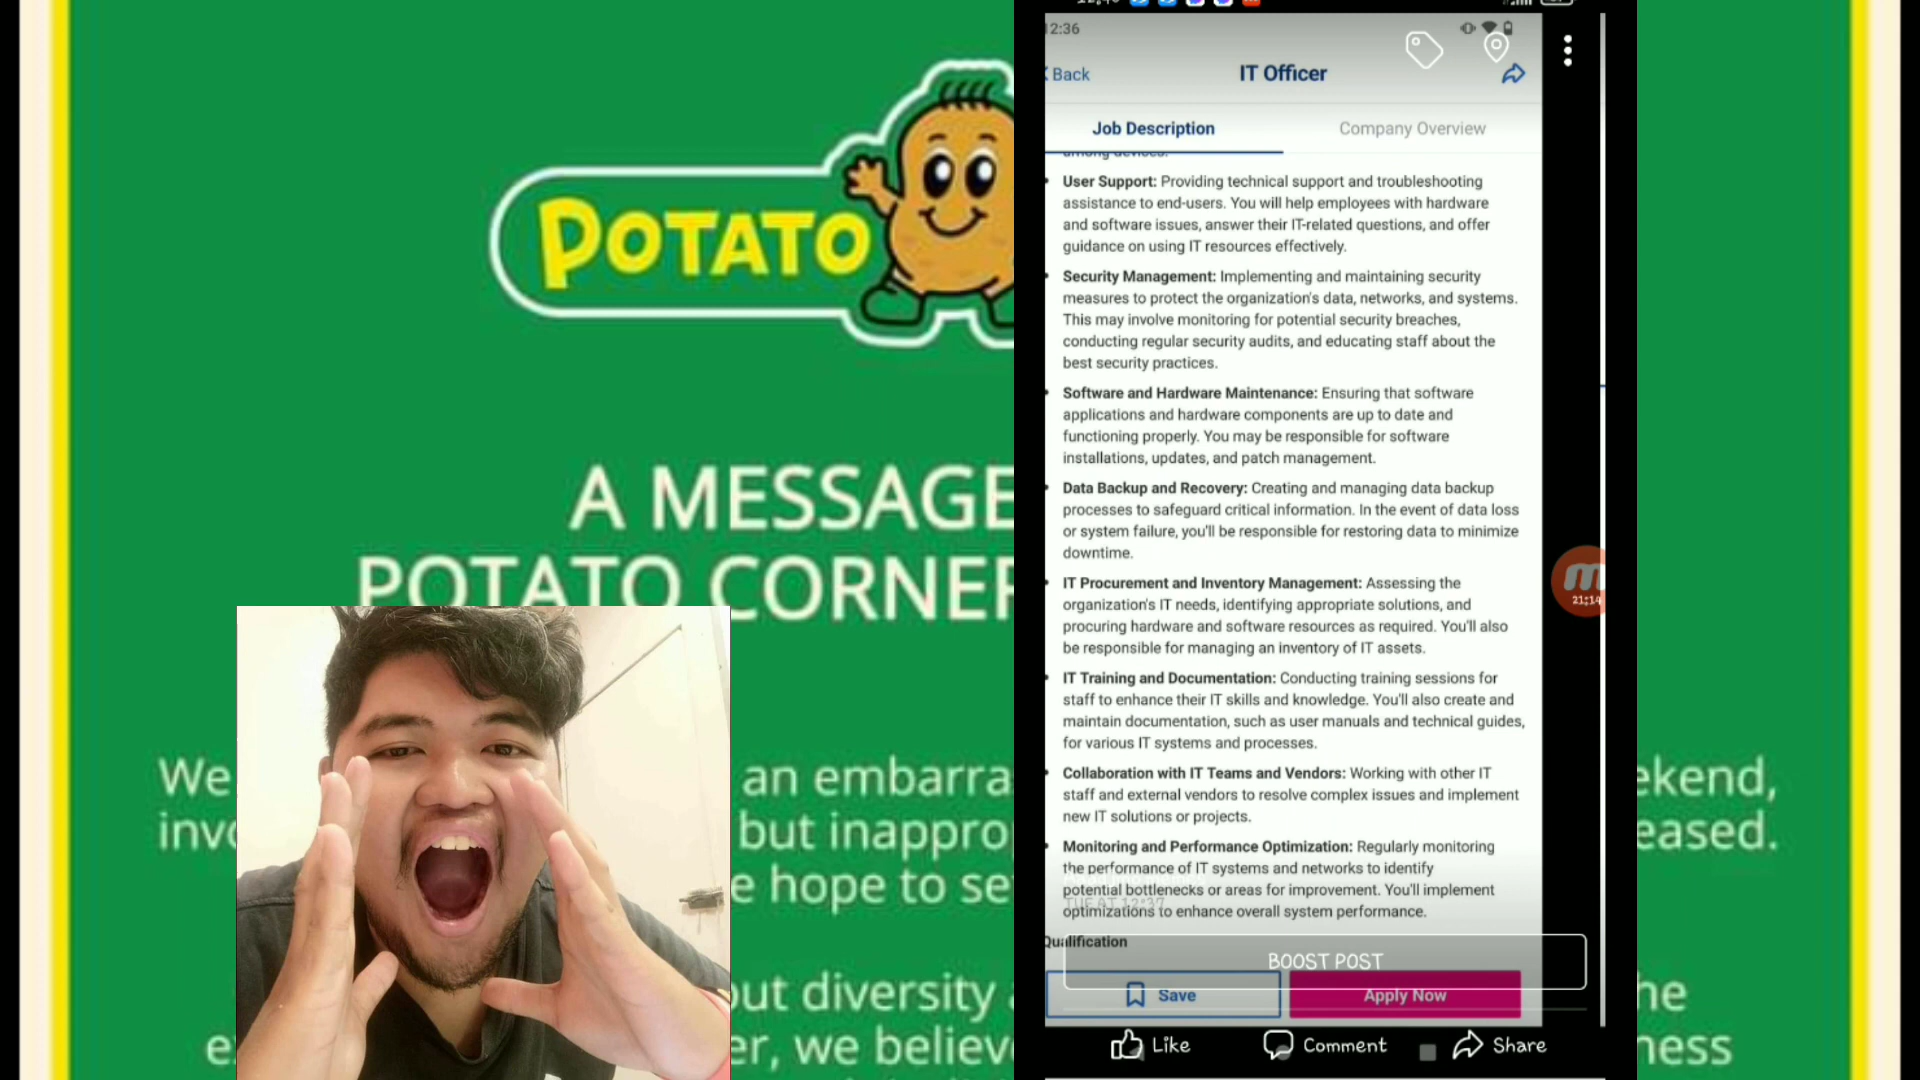 POTATO
A MESSAGE
POTATO CORNER
We
an embarra
ekend,
but inappro
eased.
e hope to se
out diversity
he
er, we believ
ness
12:36
Back
IT Officer
Job Description
Company Overview
among devices.
User Support: Providing technical support and troubleshooting
assistance to end-users. You will help employees with hardware
and software issues, answer their IT-related questions, and offer
guidance on using IT resources effectively.
Security Management: Implementing and maintaining security
measures to protect the organization's data, networks, and systems.
This may involve monitoring for potential security breaches,
conducting regular security audits, and educating staff about the
best security practices.
Software and Hardware Maintenance: Ensuring that software
applications and hardware components are up to date and
functioning properly. You may be responsible for software
installations, updates, and patch management.
Data Backup and Recovery: Creating and managing data backup
processes to safeguard critical information. In the event of data loss
or system failure, you'll be responsible for restoring data to minimize
downtime.
IT Procurement and Inventory Management: Assessing the
organization's IT needs, identifying appropriate solutions, and
procuring hardware and software resources as required. You'll also
be responsible for managing an inventory of IT assets.
IT Training and Documentation: Conducting training sessions for
staff to enhance their IT skills and knowledge. You'll also create and
maintain documentation, such as user manuals and technical guides,
for various IT systems and processes.
Collaboration with IT Teams and Vendors: Working with other IT
staff and external vendors to resolve complex issues and implement
new IT solutions or projects.
Monitoring and Performance Optimization: Regularly monitoring
the performance of IT systems and networks to identify
potential bottlenecks or areas for improvement. You'll implement
TUE AT 12:37
optimizations to enhance overall system performance.
Qualification
BOOST POST
Save
Apply Now
Like
Comment
Share
21:14